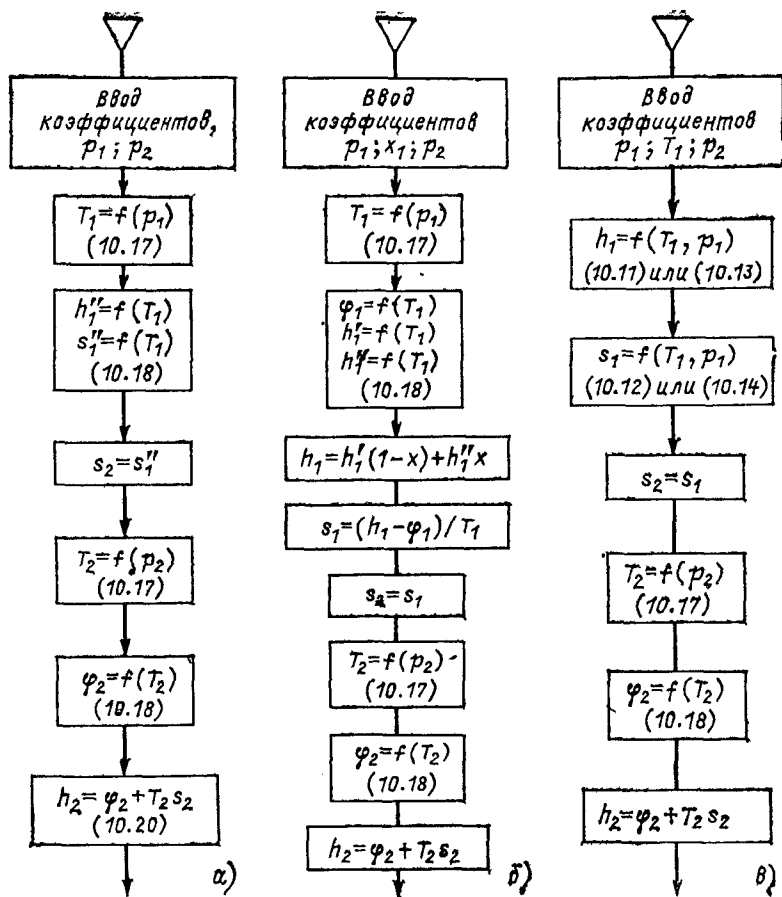 Ввод
коэффициентов,
p₁; p₂
T₁=f(p₁)
(10.17)
h₁″=f(T₁)
s₁″=f(T₁)
(10.18)
s₂=s₁″
T₂=f(p₂)
(10.17)
φ₂=f(T₂)
(10.18)
h₂=φ₂+T₂s₂
(10.20)
а)
Ввод
коэффициентов
p₁; x₁; p₂
T₁=f(p₁)
(10.17)
φ₁=f(T₁)
h₁′=f(T₁)
h₁″=f(T₁)
(10.18)
h₁=h₁′(1-x)+h₁″x
s₁=(h₁-φ₁)/T₁
s₂=s₁
T₂=f(p₂)
(10.17)
φ₂=f(T₂)
(10.18)
h₂=φ₂+T₂s₂
б)
Ввод
коэффициентов
p₁; T₁; p₂
h₁=f(T₁, p₁)
(10.11) или (10.13)
s₁=f(T₁, p₁)
(10.12) или (10.14)
s₂=s₁
T₂=f(p₂)
(10.17)
φ₂=f(T₂)
(10.18)
h₂=φ₂+T₂s₂
в)